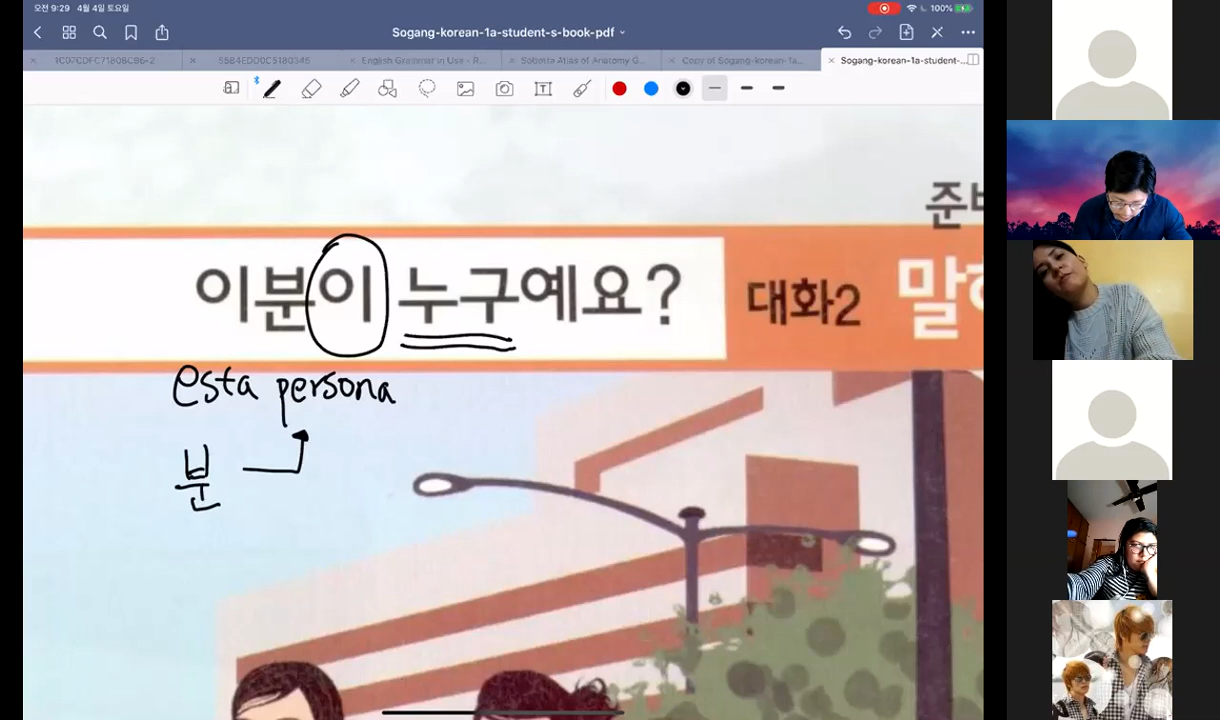 오전 9:29 4월 4일 토요일
100%
Sogang-korean-1a-student-s-book-pdf
English Grammar in Use - R...
Sobotta Atlas of Anatomy G...
Copy of Sogang-korean-1a...
Sogang-korean-1a-student-...
준비
이분이 누구예요?
대화2
말하
esta persona
분